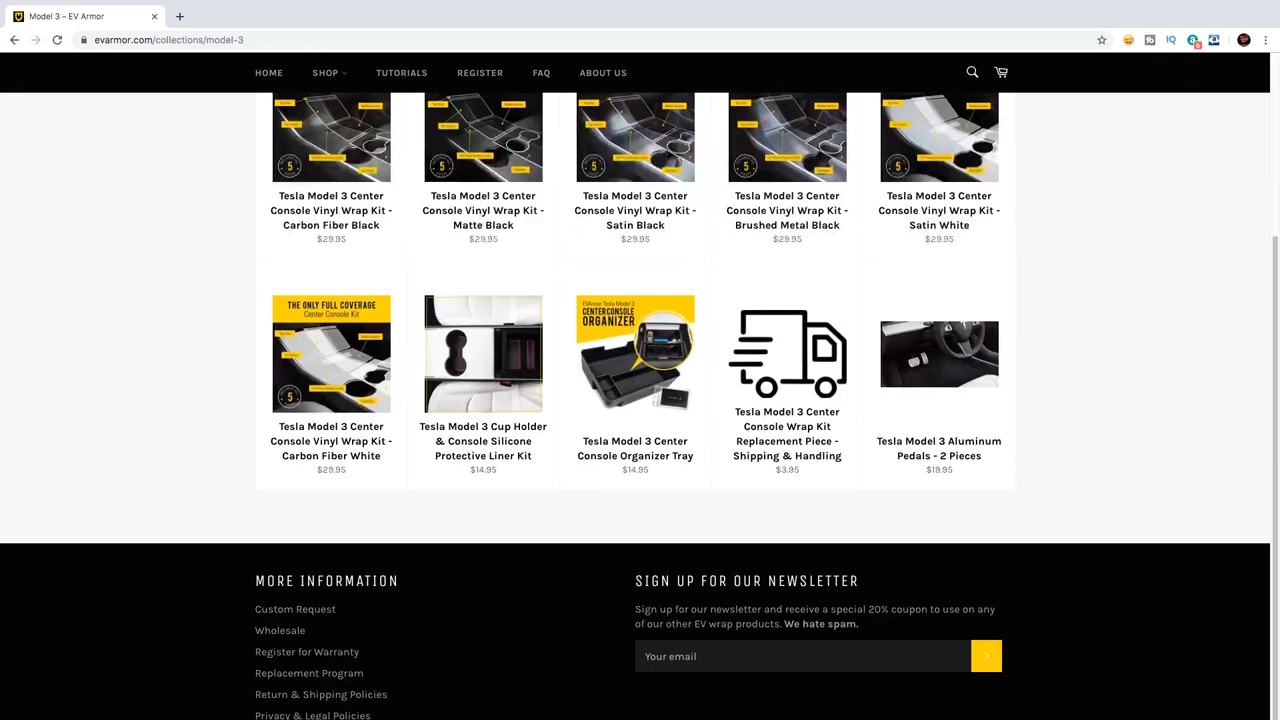 Model 3 – EV Armor
evarmor.com/collections/model-3
HOME SHOP TUTORIALS REGISTER FAQ ABOUT US
Tesla Model 3 Center
Console Vinyl Wrap Kit -
Carbon Fiber Black
$29.95
Tesla Model 3 Center
Console Vinyl Wrap Kit -
Matte Black
$29.95
Tesla Model 3 Center
Console Vinyl Wrap Kit -
Satin Black
$29.95
Tesla Model 3 Center
Console Vinyl Wrap Kit -
Brushed Metal Black
$29.95
Tesla Model 3 Center
Console Vinyl Wrap Kit -
Satin White
$29.95
THE ONLY FULL COVERAGE
Center Console Kit
5
Tesla Model 3 Center
Console Vinyl Wrap Kit -
Carbon Fiber White
$29.95
Tesla Model 3 Cup Holder
& Console Silicone
Protective Liner Kit
$14.95
EVArmor Tesla Model 3
CENTER CONSOLE
ORGANIZER
Tesla Model 3 Center
Console Organizer Tray
$14.95
Tesla Model 3 Center
Console Wrap Kit
Replacement Piece -
Shipping & Handling
$3.95
Tesla Model 3 Aluminum
Pedals - 2 Pieces
$19.95
MORE INFORMATION
Custom Request
Wholesale
Register for Warranty
Replacement Program
Return & Shipping Policies
Privacy & Legal Policies
SIGN UP FOR OUR NEWSLETTER
Sign up for our newsletter and receive a special 20% coupon to use on any
of our other EV wrap products. We hate spam.
Your email